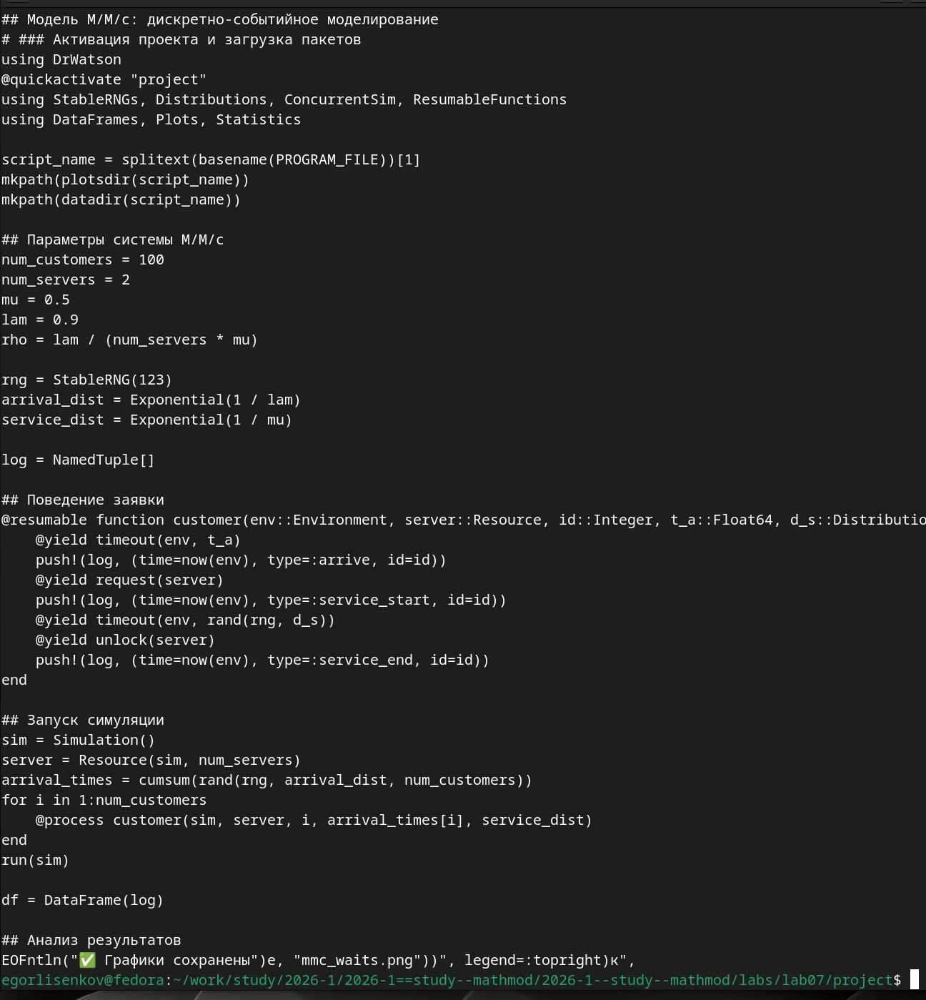 ## Модель M/M/c: дискретно-событийное моделирование
# ### Активация проекта и загрузка пакетов
using DrWatson
@quickactivate "project"
using StableRNGs, Distributions, ConcurrentSim, ResumableFunctions
using DataFrames, Plots, Statistics

script_name = splitext(basename(PROGRAM_FILE))[1]
mkpath(plotsdir(script_name))
mkpath(datadir(script_name))

## Параметры системы M/M/c
num_customers = 100
num_servers = 2
mu = 0.5
lam = 0.9
rho = lam / (num_servers * mu)

rng = StableRNG(123)
arrival_dist = Exponential(1 / lam)
service_dist = Exponential(1 / mu)

log = NamedTuple[]

## Поведение заявки
@resumable function customer(env::Environment, server::Resource, id::Integer, t_a::Float64, d_s::Distributio
    @yield timeout(env, t_a)
    push!(log, (time=now(env), type=:arrive, id=id))
    @yield request(server)
    push!(log, (time=now(env), type=:service_start, id=id))
    @yield timeout(env, rand(rng, d_s))
    @yield unlock(server)
    push!(log, (time=now(env), type=:service_end, id=id))
end

## Запуск симуляции
sim = Simulation()
server = Resource(sim, num_servers)
arrival_times = cumsum(rand(rng, arrival_dist, num_customers))
for i in 1:num_customers
    @process customer(sim, server, i, arrival_times[i], service_dist)
end
run(sim)

df = DataFrame(log)

## Анализ результатов
EOFntln("✅ Графики сохранены")е, "mmc_waits.png"))", legend=:topright)к",
egorlisenkov@fedora:~/work/study/2026-1/2026-1==study--mathmod/2026-1--study--mathmod/labs/lab07/project$